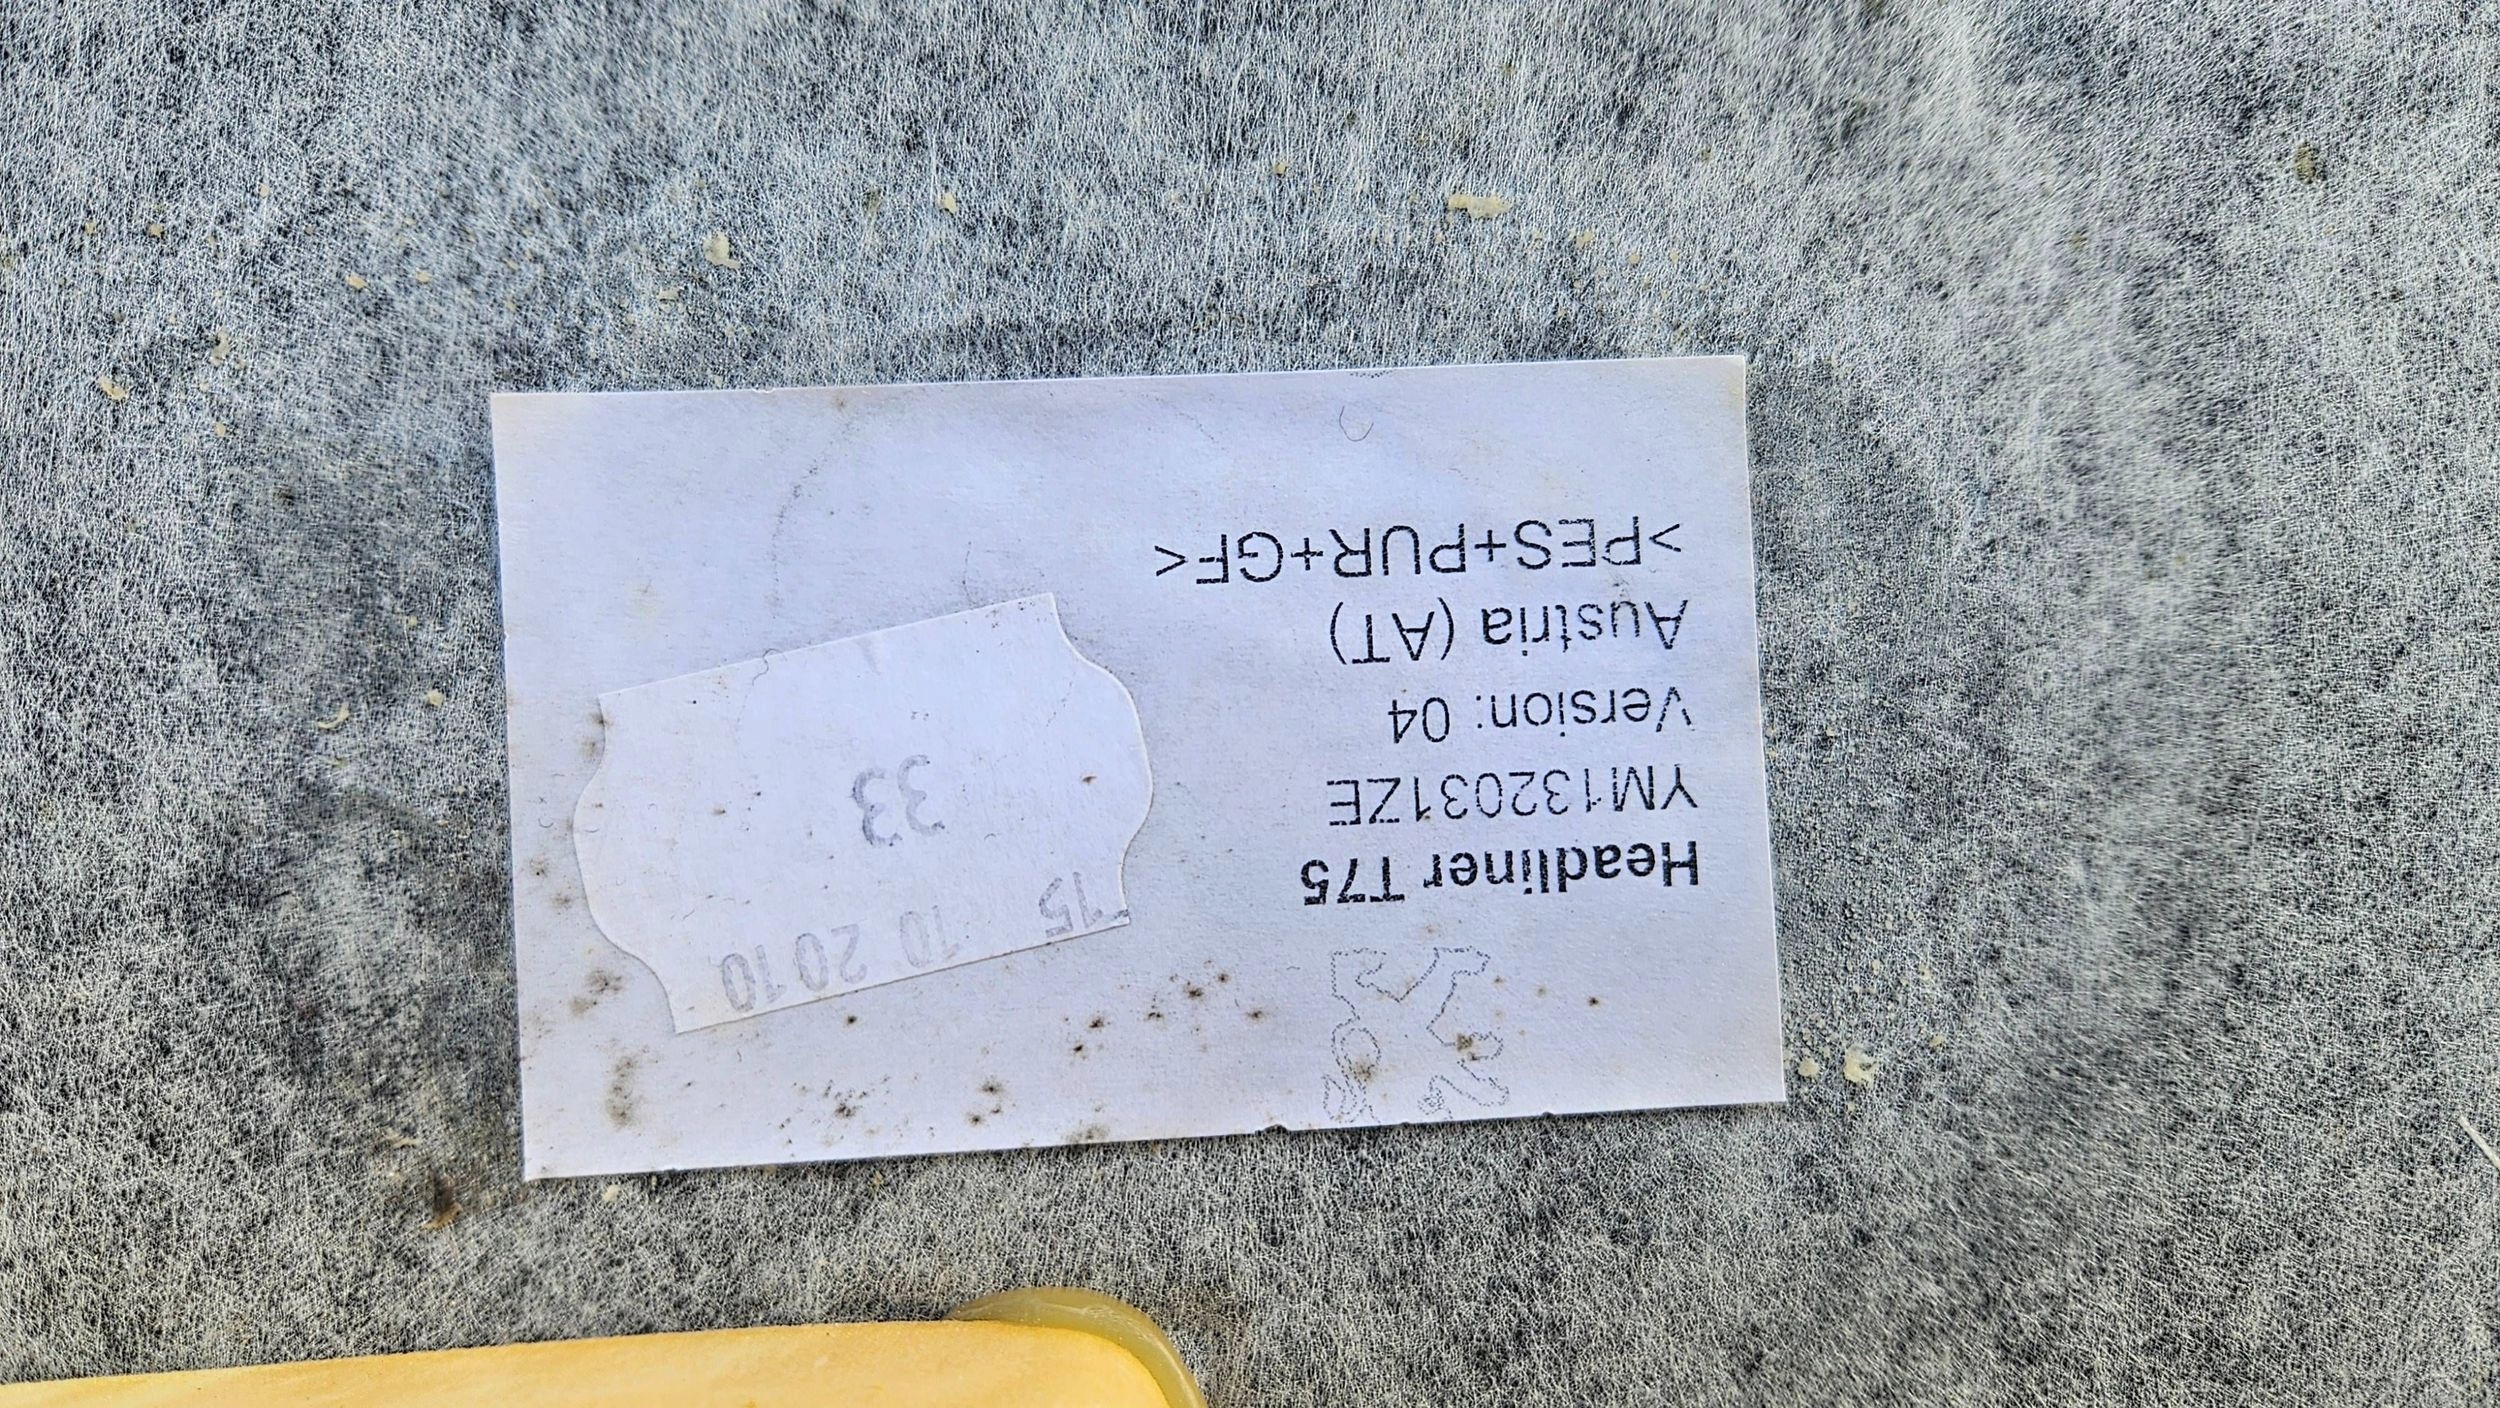 Headliner T75
YM132031ZE
Version: 04
Austria (AT)
>PES+PUR+GF<
15 10 2010
33